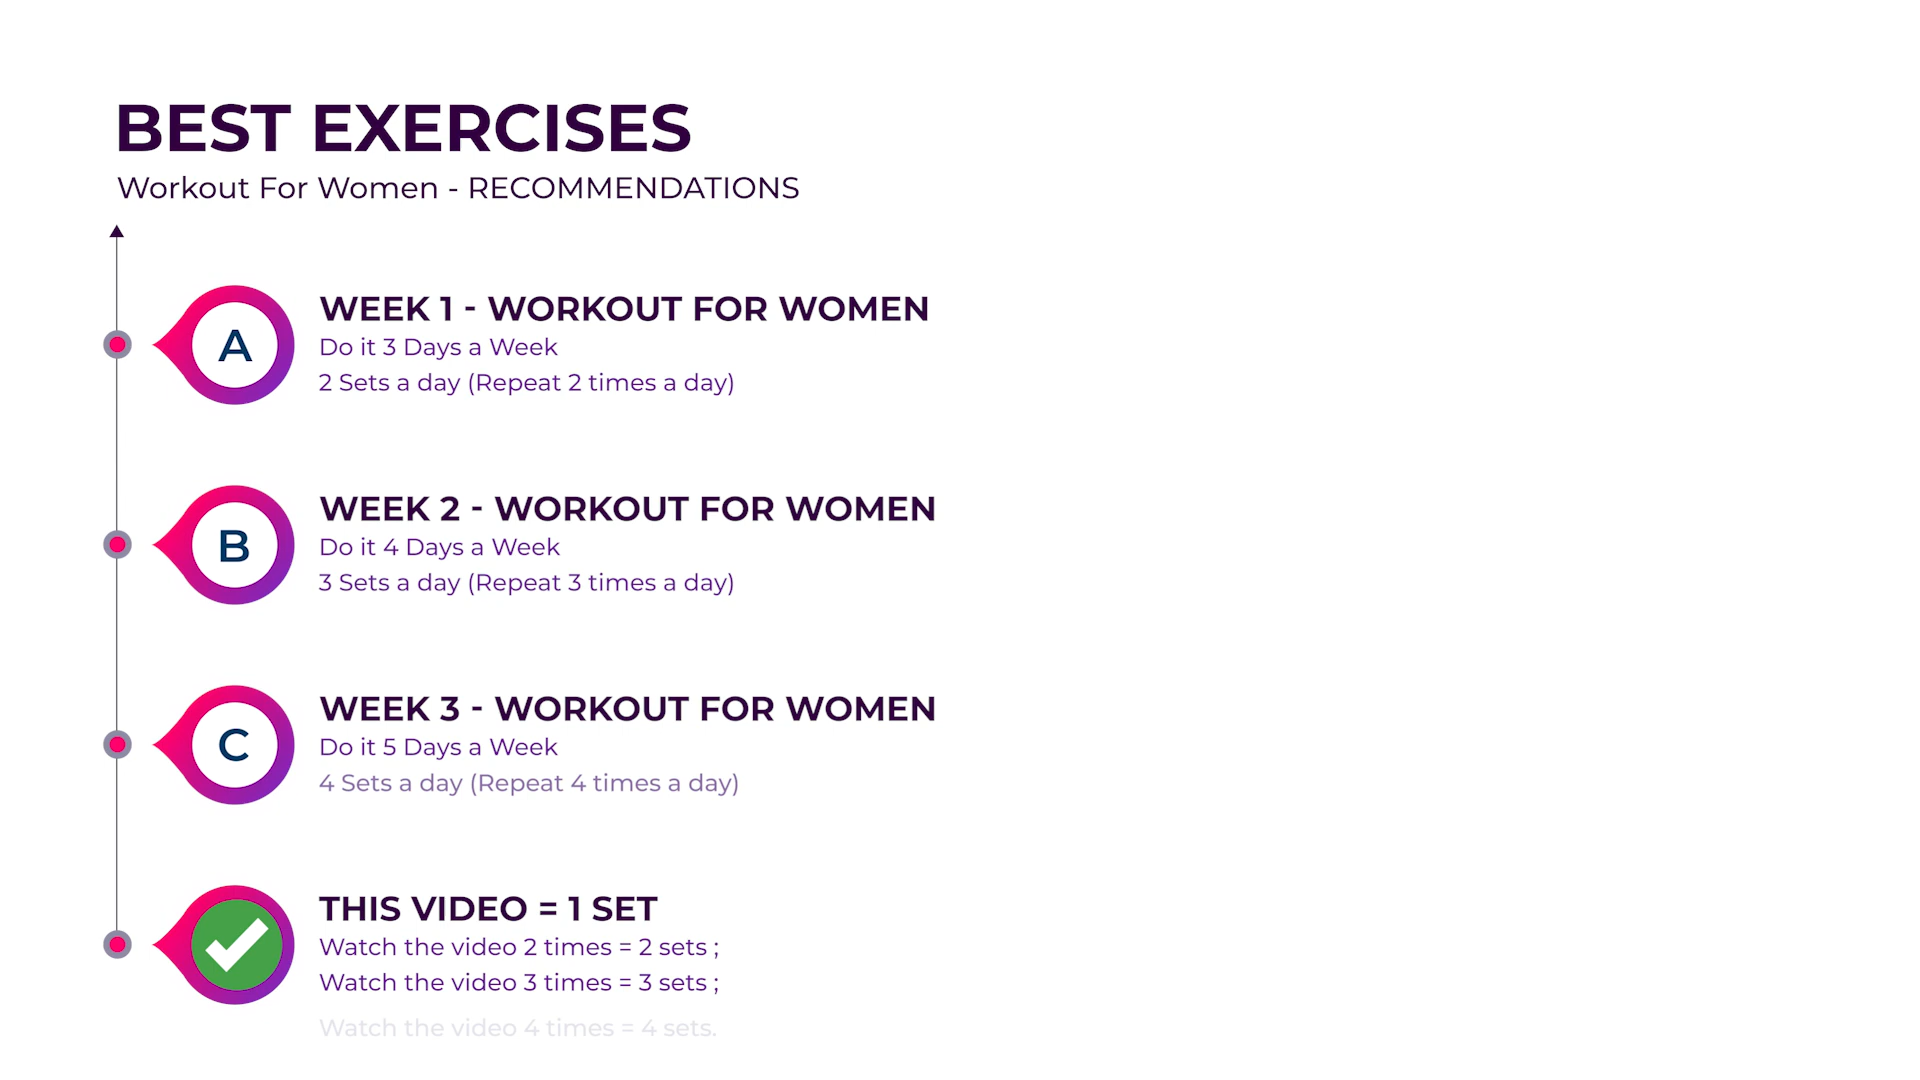 BEST EXERCISES
Workout For Women - RECOMMENDATIONS
A
WEEK 1 - WORKOUT FOR WOMEN
Do it 3 Days a Week
2 Sets a day (Repeat 2 times a day)
B
WEEK 2 - WORKOUT FOR WOMEN
Do it 4 Days a Week
3 Sets a day (Repeat 3 times a day)
C
WEEK 3 - WORKOUT FOR WOMEN
Do it 5 Days a Week
4 Sets a day (Repeat 4 times a day)
THIS VIDEO = 1 SET
Watch the video 2 times = 2 sets ;
Watch the video 3 times = 3 sets ;
Watch the video 4 times = 4 sets.